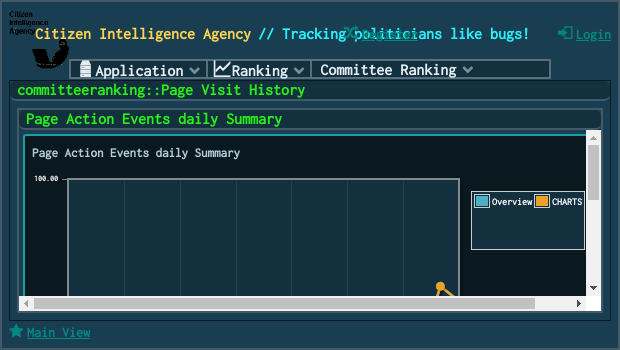 Citizen
Intelligence
Agency
Citizen Intelligence Agency // Tracking politicians like bugs!
Register
Login
Application
Ranking
Committee Ranking
committeeranking::Page Visit History
Page Action Events daily Summary
Page Action Events daily Summary
100.00
Overview
CHARTS
Main View